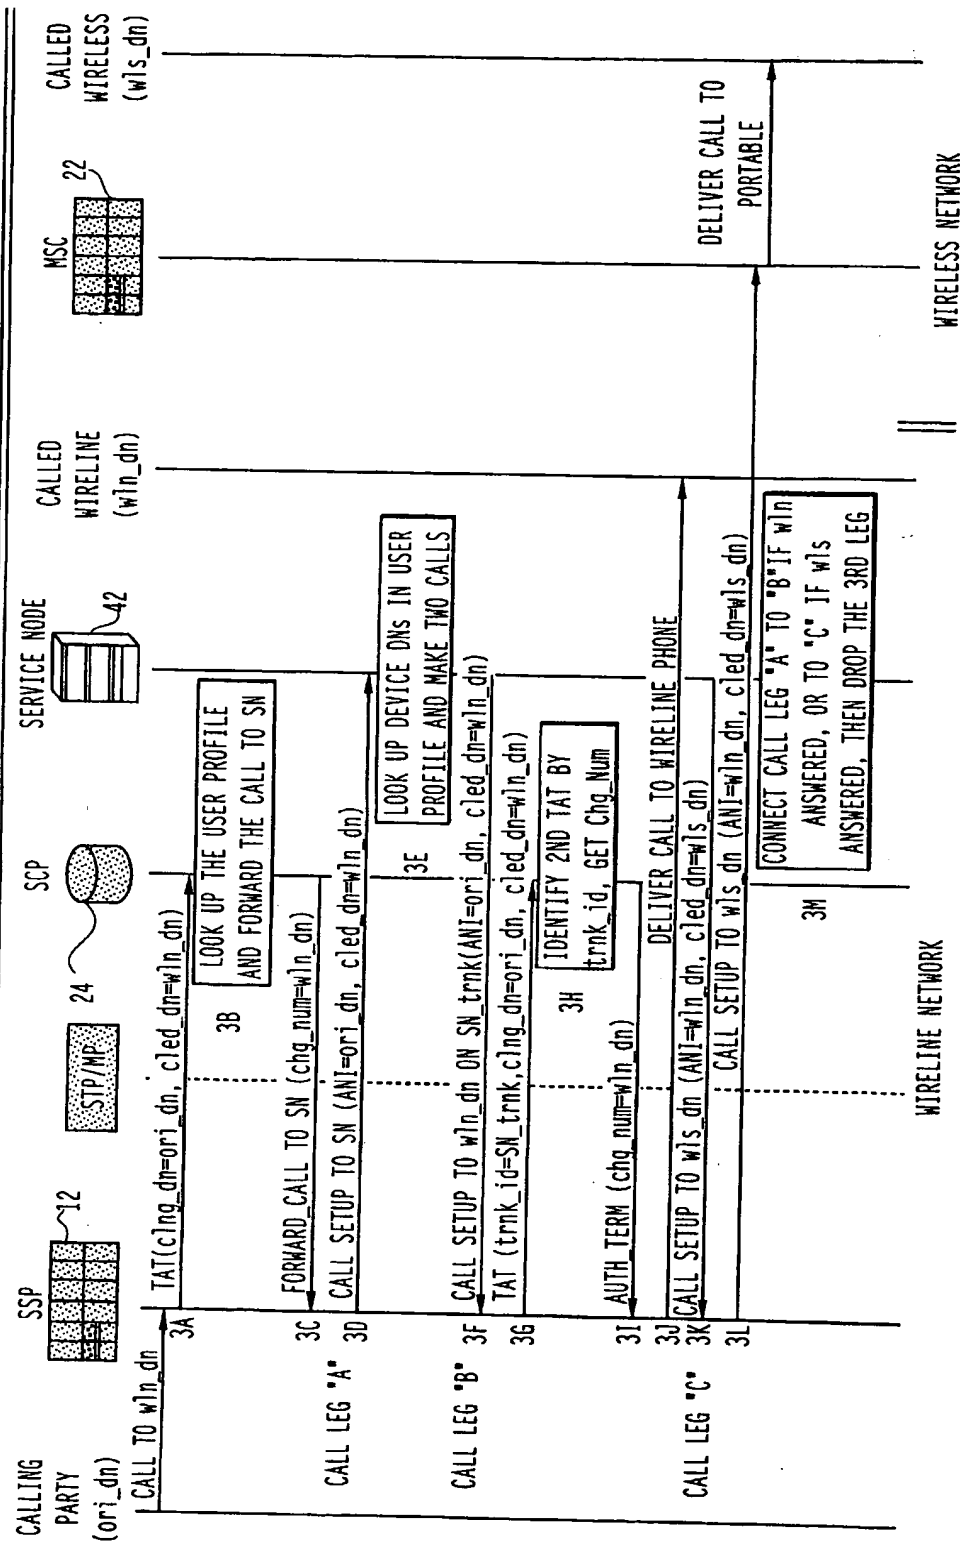 CALLING
PARTY
(ori_dn)
SSP
12
STP/MP
24
SCP
SERVICE NODE
42
CALLED
WIRELINE
(wln_dn)
MSC
22
CALLED
WIRELESS
(wls_dn)
CALL TO wln_dn
3A
TAT(clng_dn=ori_dn, cled_dn=wln_dn)
3B
LOOK UP THE USER PROFILE
AND FORWARD THE CALL TO SN
3C
FORWARD_CALL TO SN (chg_num=wln_dn)
CALL LEG "A"
3D
CALL SETUP TO SN (ANI=ori_dn, cled_dn=wln_dn)
3E
LOOK UP DEVICE DNs IN USER
PROFILE AND MAKE TWO CALLS
CALL LEG "B"
3F
CALL SETUP TO wln_dn ON SN_trnk(ANI=ori_dn, cled_dn=wln_dn)
3G
TAT (trnk_id=SN_trnk,clng_dn=ori_dn, cled_dn=wln_dn)
3H
IDENTIFY 2ND TAT BY
trnk_id, GET Chg_Num
3I
AUTH_TERM (chg_num=wln_dn)
3J
DELIVER CALL TO WIRELINE PHONE
CALL LEG "C"
3K
CALL SETUP TO wls_dn (ANI=wln_dn, cled_dn=wls_dn)
3L
CALL SETUP TO wls_dn (ANI=wln_dn, cled_dn=wls_dn)
DELIVER CALL TO
PORTABLE
3M
CONNECT CALL LEG "A" TO "B"IF wln
ANSWERED, OR TO "C" IF wls
ANSWERED, THEN DROP THE 3RD LEG
WIRELINE NETWORK
WIRELESS NETWORK